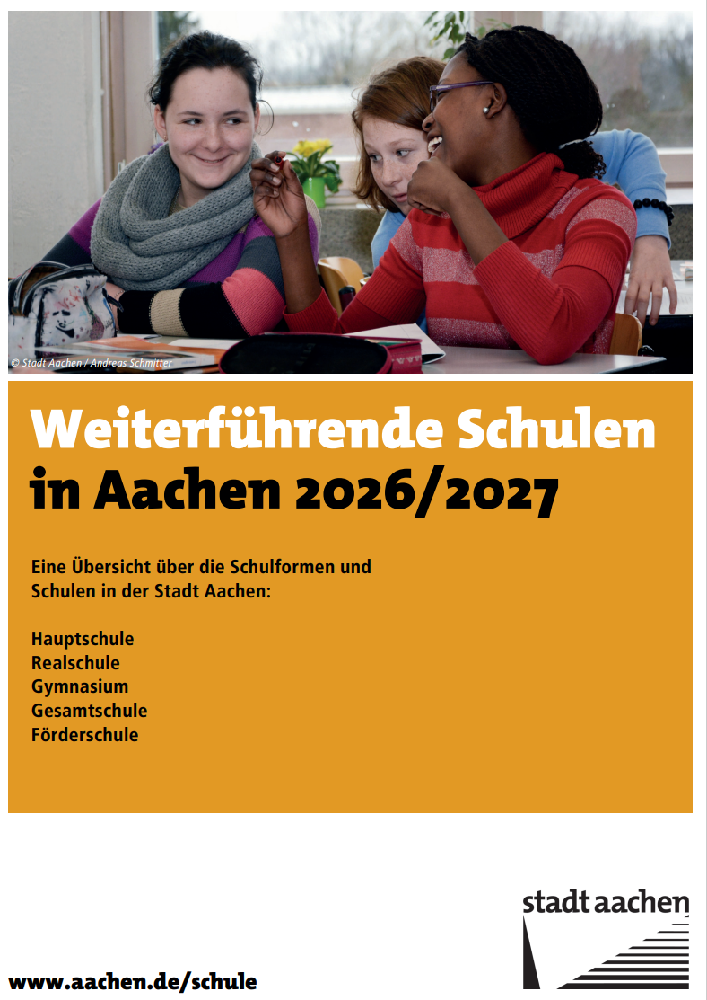 © Stadt Aachen / Andreas Schmitter
Weiterführende Schulen
in Aachen 2026/2027
Eine Übersicht über die Schulformen und
Schulen in der Stadt Aachen:
Hauptschule
Realschule
Gymnasium
Gesamtschule
Förderschule
stadt aachen
www.aachen.de/schule